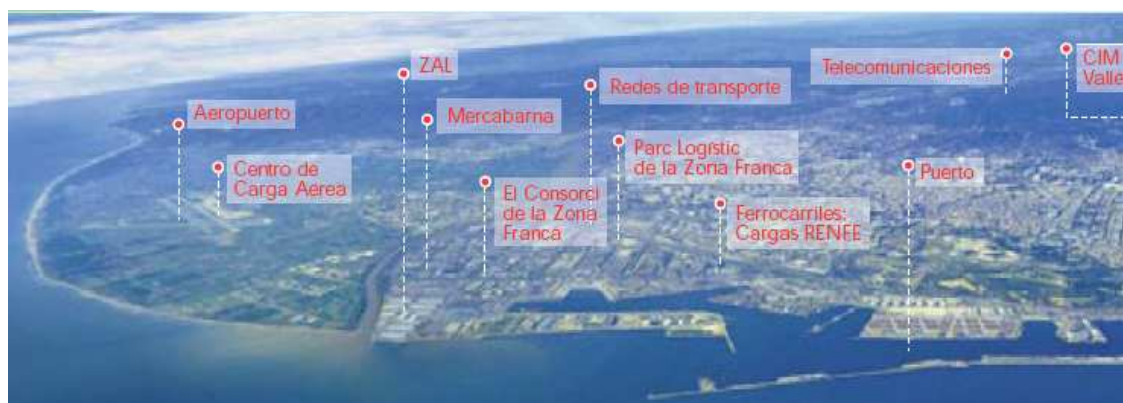 ZAL
Telecomunicaciones
CIM
Valle
Redes de transporte
Aeropuerto
Mercabarna
Parc Logístic
de la Zona Franca
Centro de
Carga Aerea
Puerto
El Consorci
de la Zona
Franca
Ferrocarriles:
Cargas RENFE